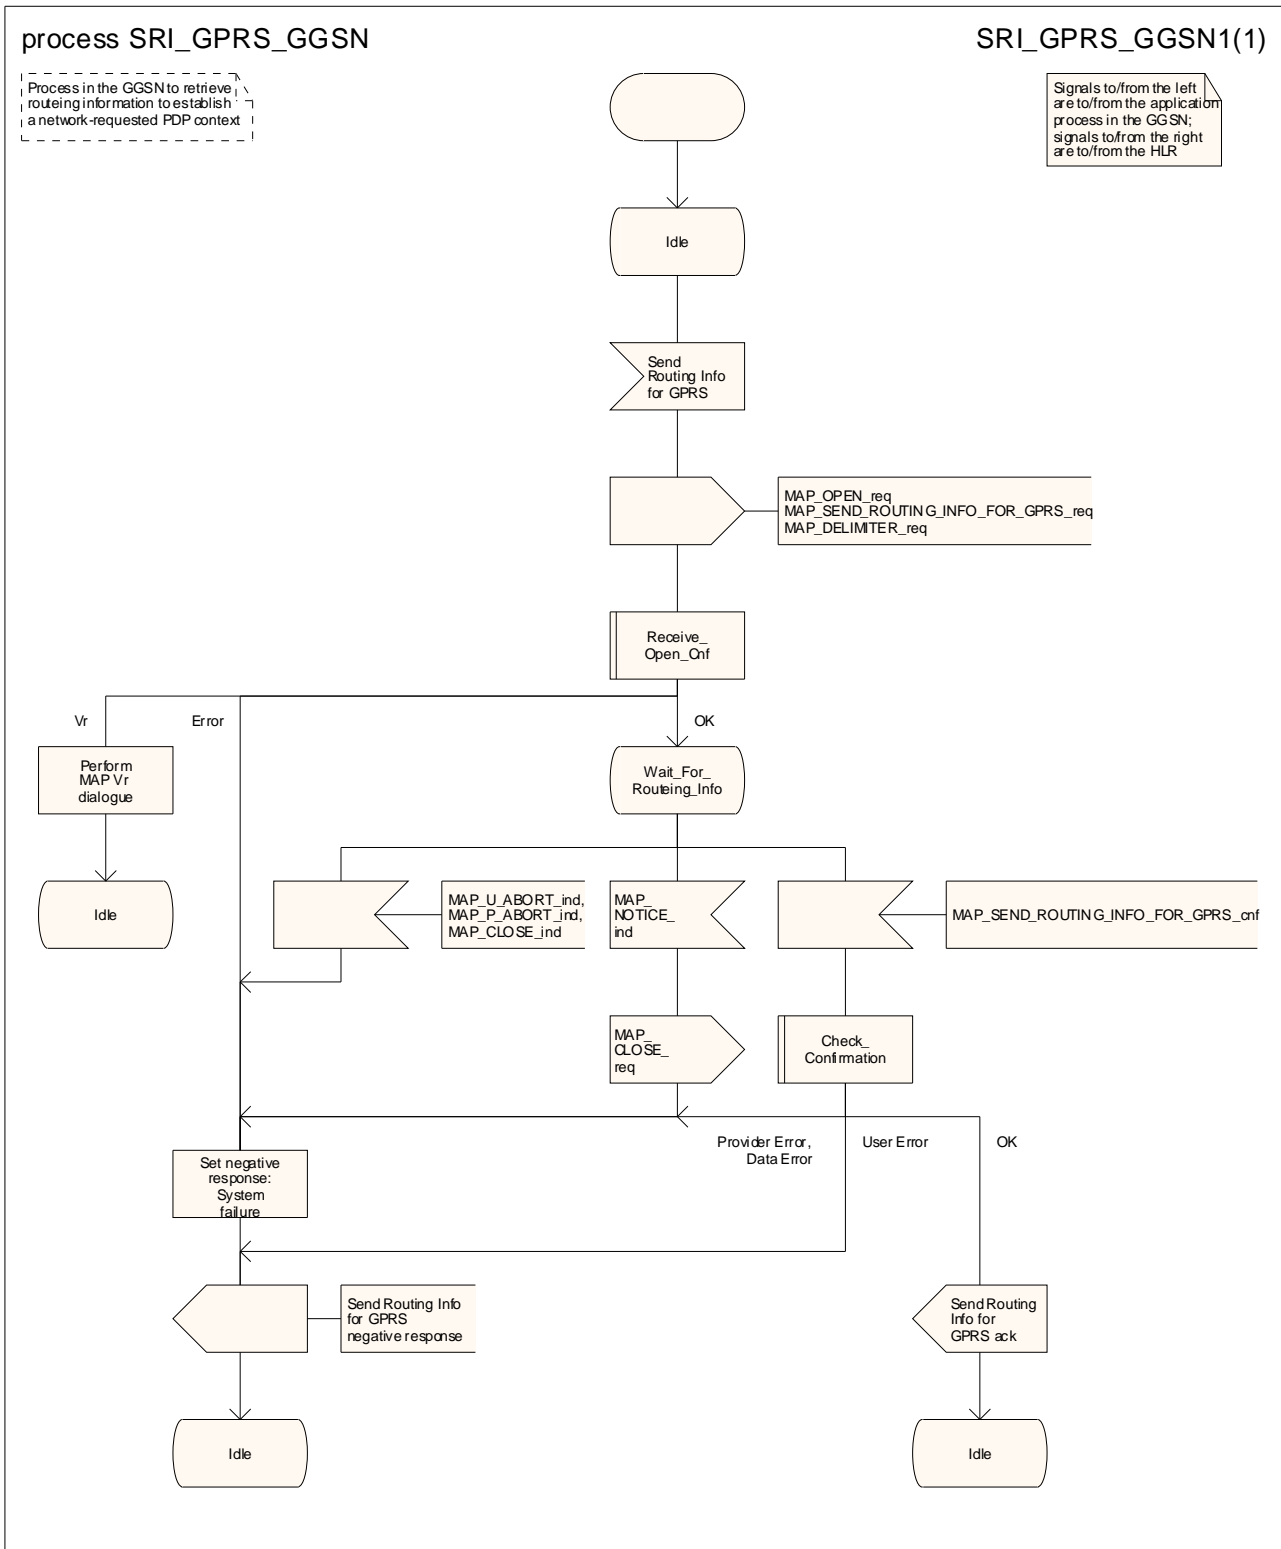 process SRI_GPRS_GGSN
SRI_GPRS_GGSN1(1)
Process in the GGSN to retrieve
routeing information to establish
a network-requested PDP context
Signals to/from the left
are to/from the application
process in the GGSN;
signals to/from the right
are to/from the HLR
Idle
Send
Routing Info
for GPRS
MAP_OPEN_req
MAP_SEND_ROUTING_INFO_FOR_GPRS_req
MAP_DELIMITER_req
Receive_
Open_Cnf
Vr
Error
OK
Perform
MAP Vr
dialogue
Wait_For_
Routeing_Info
Idle
MAP_U_ABORT_ind,
MAP_P_ABORT_ind,
MAP_CLOSE_ind
MAP_
NOTICE_
ind
MAP_SEND_ROUTING_INFO_FOR_GPRS_cnf
MAP_
CLOSE_
req
Check_
Confirmation
Provider Error,
Data Error
User Error
OK
Set negative
response:
System
failure
Send Routing Info
for GPRS
negative response
Send Routing
Info for
GPRS ack
Idle
Idle